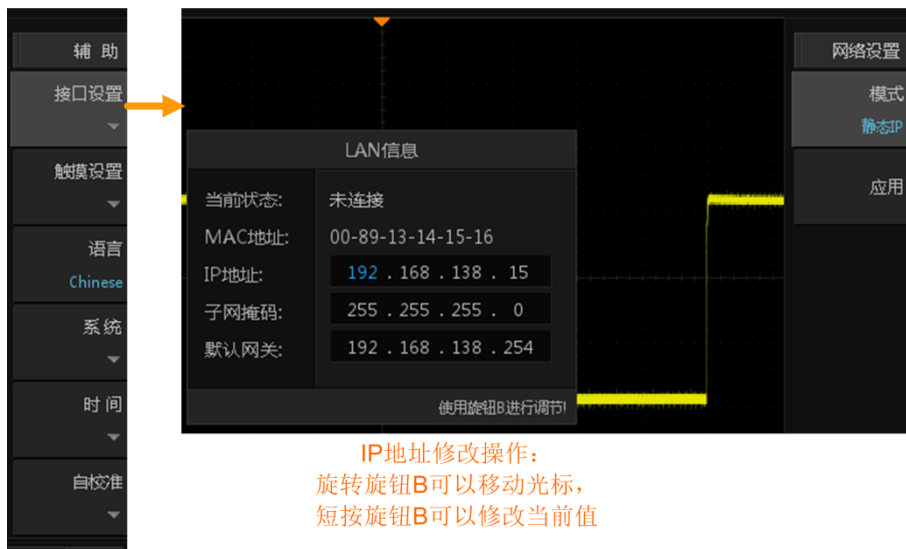 辅 助
接口设置
触摸设置
语言
Chinese
系统
时间
自校准
LAN信息
当前状态: 未连接
MAC地址: 00-89-13-14-15-16
IP地址: 192 . 168 . 138 . 15
子网掩码: 255 . 255 . 255 . 0
默认网关: 192 . 168 . 138 . 254
使用旋钮B进行调节!
网络设置
模式
静态IP
应用
IP地址修改操作：
旋转旋钮B可以移动光标，
短按旋钮B可以修改当前值